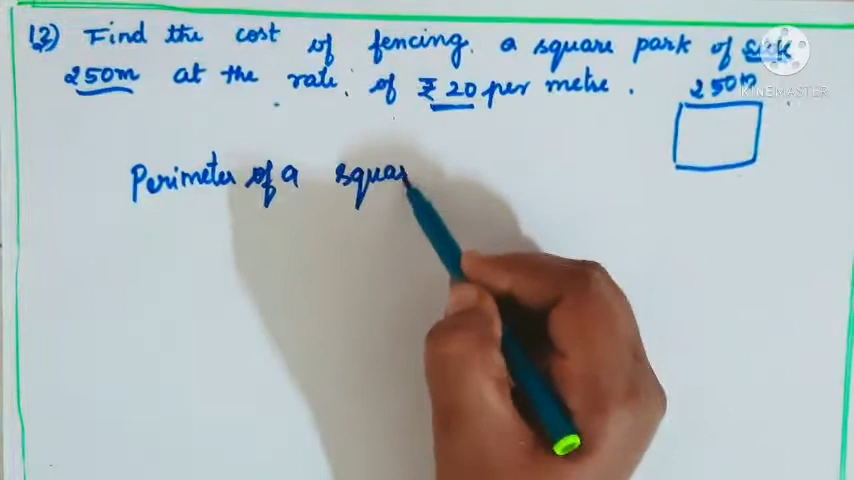 12) Find the cost of fencing a square park of side
250m at the rate of ₹ 20 per metre.
250m
KINEMASTER
Perimeter of a squar